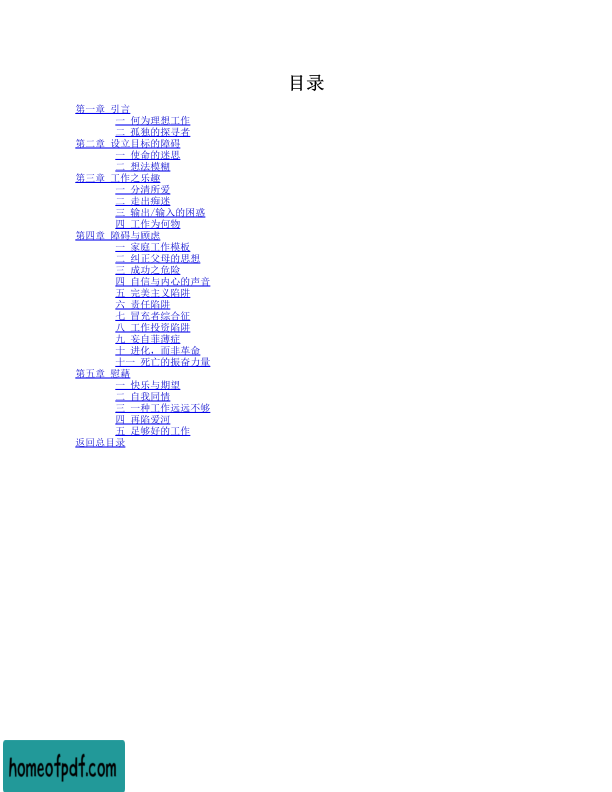 目录
第一章 引言
一 何为理想工作
二 孤独的探寻者
第二章 设立目标的障碍
一 使命的迷思
二 想法模糊
第三章 工作之乐趣
一 分清所爱
二 走出痴迷
三 输出/输入的困惑
四 工作为何物
第四章 障碍与顾虑
一 家庭工作模板
二 纠正父母的思想
三 成功之危险
四 自信与内心的声音
五 完美主义陷阱
六 责任陷阱
七 冒充者综合征
八 工作投资陷阱
九 妄自菲薄症
十 进化，而非革命
十一 死亡的振奋力量
第五章 慰藉
一 快乐与期望
二 自我同情
三 一种工作远远不够
四 再陷爱河
五 足够好的工作
返回总目录
homeofpdf.com